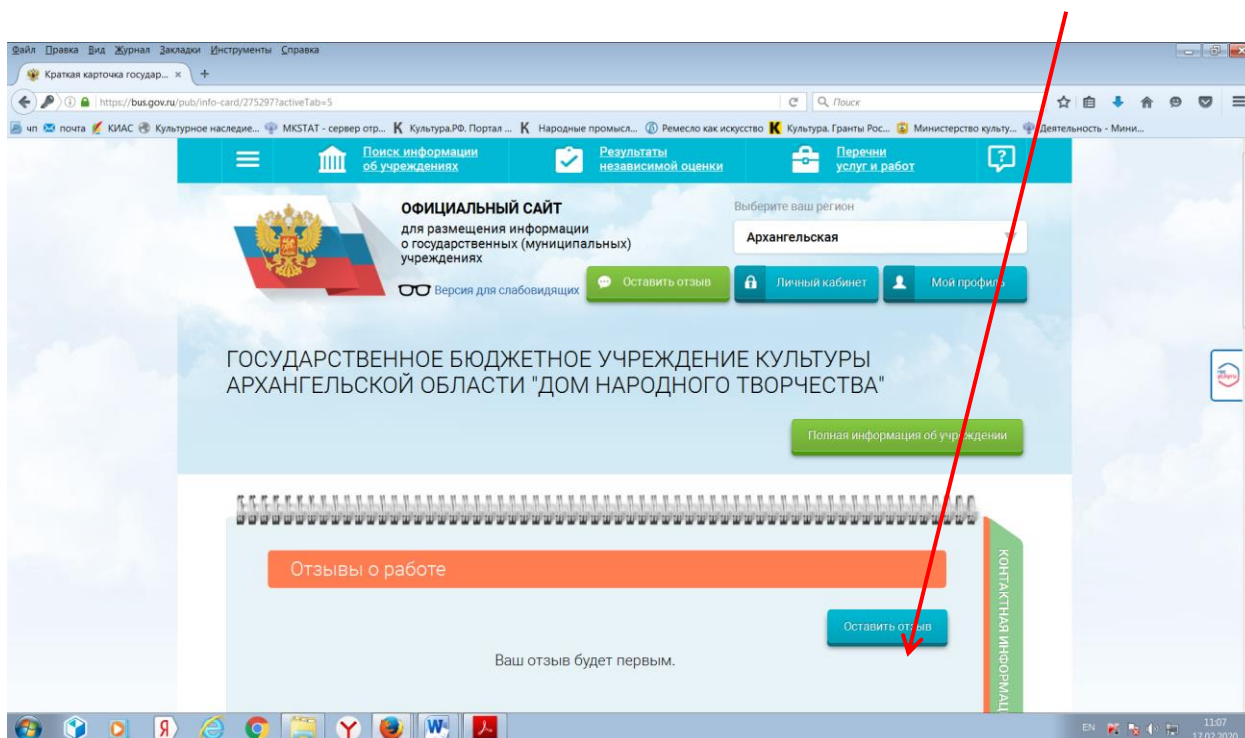 Файл Правка Вид Журнал Закладки Инструменты Справка
Краткая карточка государ... × +
https://bus.gov.ru/pub/info-card/275297?activeTab=5
Поиск
чп почта КИАС Культурное наследие... MKSTAT - сервер отр... Культура.РФ. Портал ... Народные промысл... Ремесло как искусство Культура. Гранты Рос... Министерство культу... Деятельность - Мини...
Поиск информации
об учреждениях
Результаты
независимой оценки
Перечни
услуг и работ
ОФИЦИАЛЬНЫЙ САЙТ
для размещения информации
о государственных (муниципальных)
учреждениях
Версия для слабовидящих
Выберите ваш регион
Архангельская
Оставить отзыв
Личный кабинет
Мой профиль
ГОСУДАРСТВЕННОЕ БЮДЖЕТНОЕ УЧРЕЖДЕНИЕ КУЛЬТУРЫ
АРХАНГЕЛЬСКОЙ ОБЛАСТИ "ДОМ НАРОДНОГО ТВОРЧЕСТВА"
Полная информация об учреждении
Отзывы о работе
Оставить отзыв
Ваш отзыв будет первым.
КОНТАКТНАЯ ИНФОРМАЦ
EN
11:07
17.02.2020